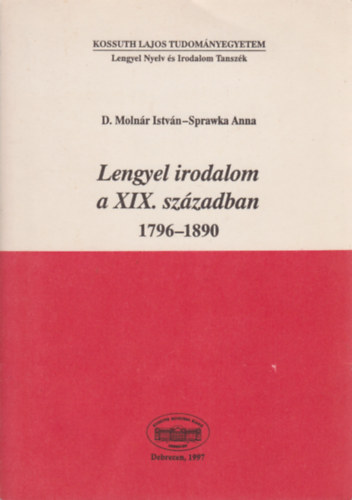 KOSSUTH LAJOS TUDOMÁNYEGYETEM
Lengyel Nyelv és Irodalom Tanszék
D. Molnár István–Sprawka Anna
Lengyel irodalom
a XIX. században
1796–1890
Debrecen, 1997